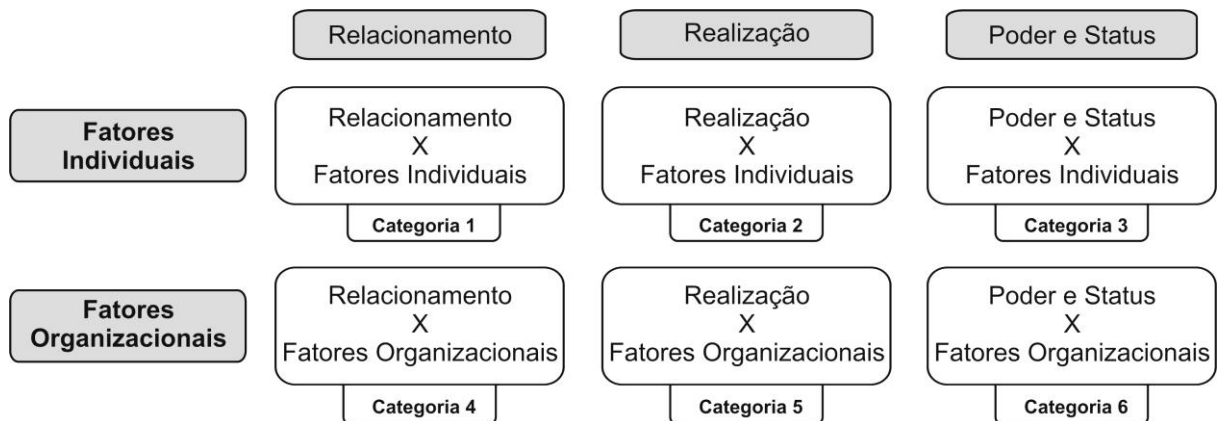 Relacionamento
Realização
Poder e Status
Fatores
Individuais
Relacionamento
X
Fatores Individuais
Categoria 1
Realização
X
Fatores Individuais
Categoria 2
Poder e Status
X
Fatores Individuais
Categoria 3
Fatores
Organizacionais
Relacionamento
X
Fatores Organizacionais
Categoria 4
Realização
X
Fatores Organizacionais
Categoria 5
Poder e Status
X
Fatores Organizacionais
Categoria 6